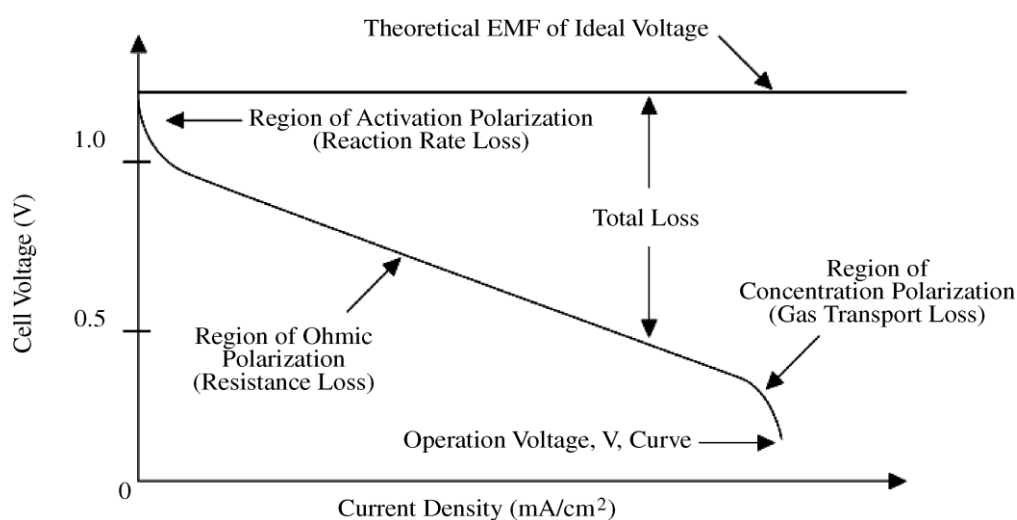 Theoretical EMF of Ideal Voltage
Region of Activation Polarization
(Reaction Rate Loss)
1.0
Total Loss
Cell Voltage (V)
Region of
Concentration Polarization
(Gas Transport Loss)
0.5
Region of Ohmic
Polarization
(Resistance Loss)
Operation Voltage, V, Curve
0
Current Density (mA/cm²)